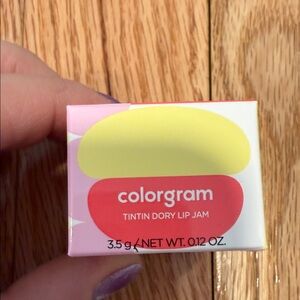 colorgram
TINTIN DORY LIP JAM
3.5 g / NET WT. 0.12 OZ.